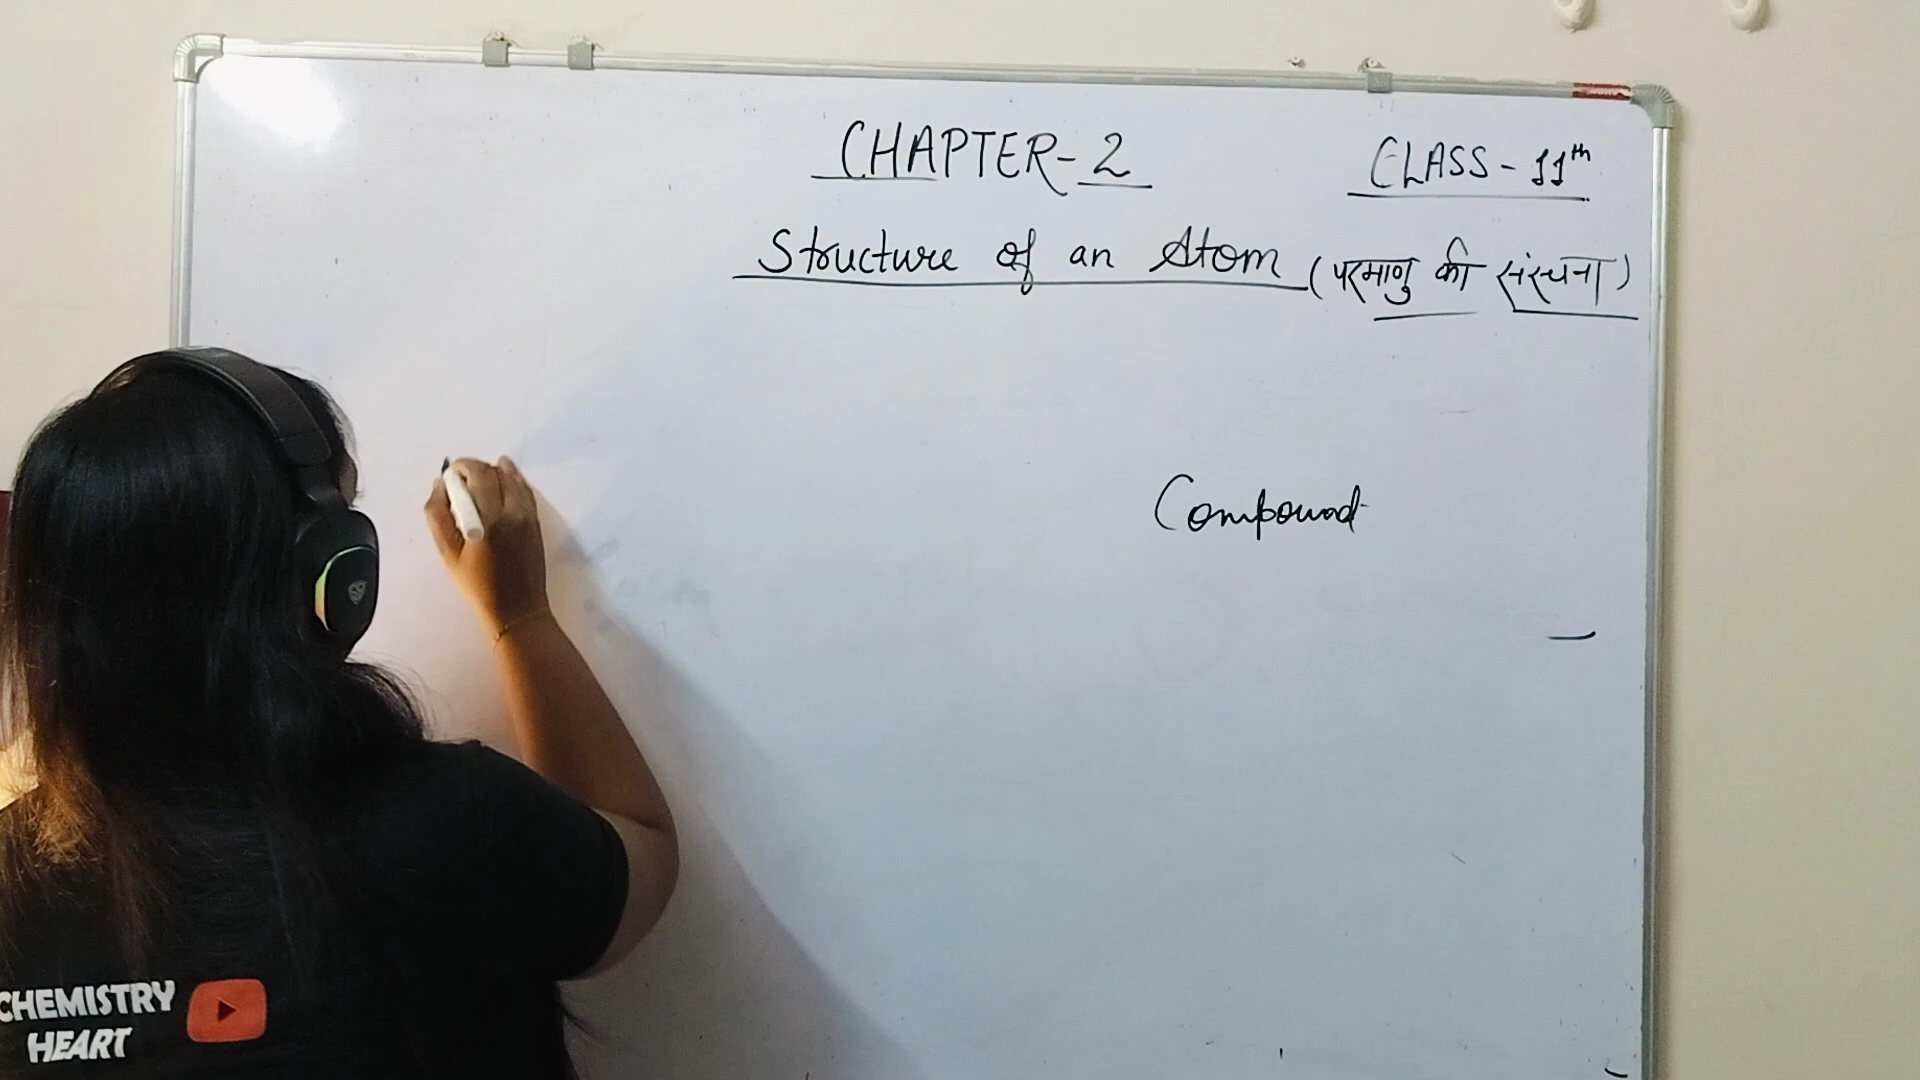 CHAPTER-2
CLASS - 11th
Structure of an Atom (परमाणु की संरचना)
Compound
CHEMISTRY
HEART